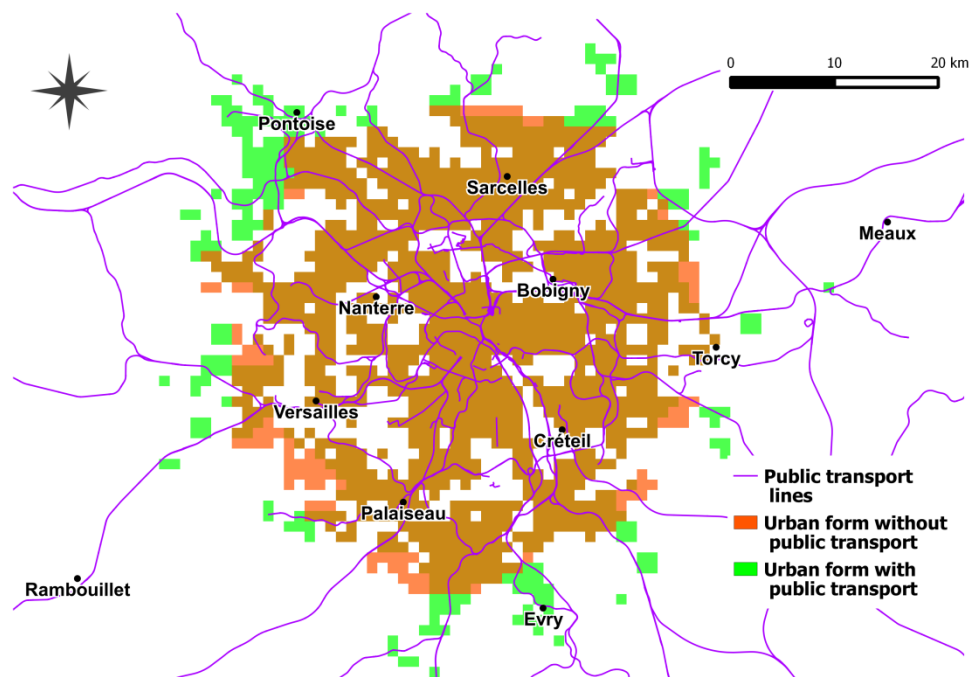 0
20 km
Pontoise
Sarcelles
Meaux
Bobigny
Nanterre
Torcy
Versailles
Créteil
Palaiseau
Rambouillet
Evry
Public transport
lines
Urban form without
public transport
Urban form with
public transport
10